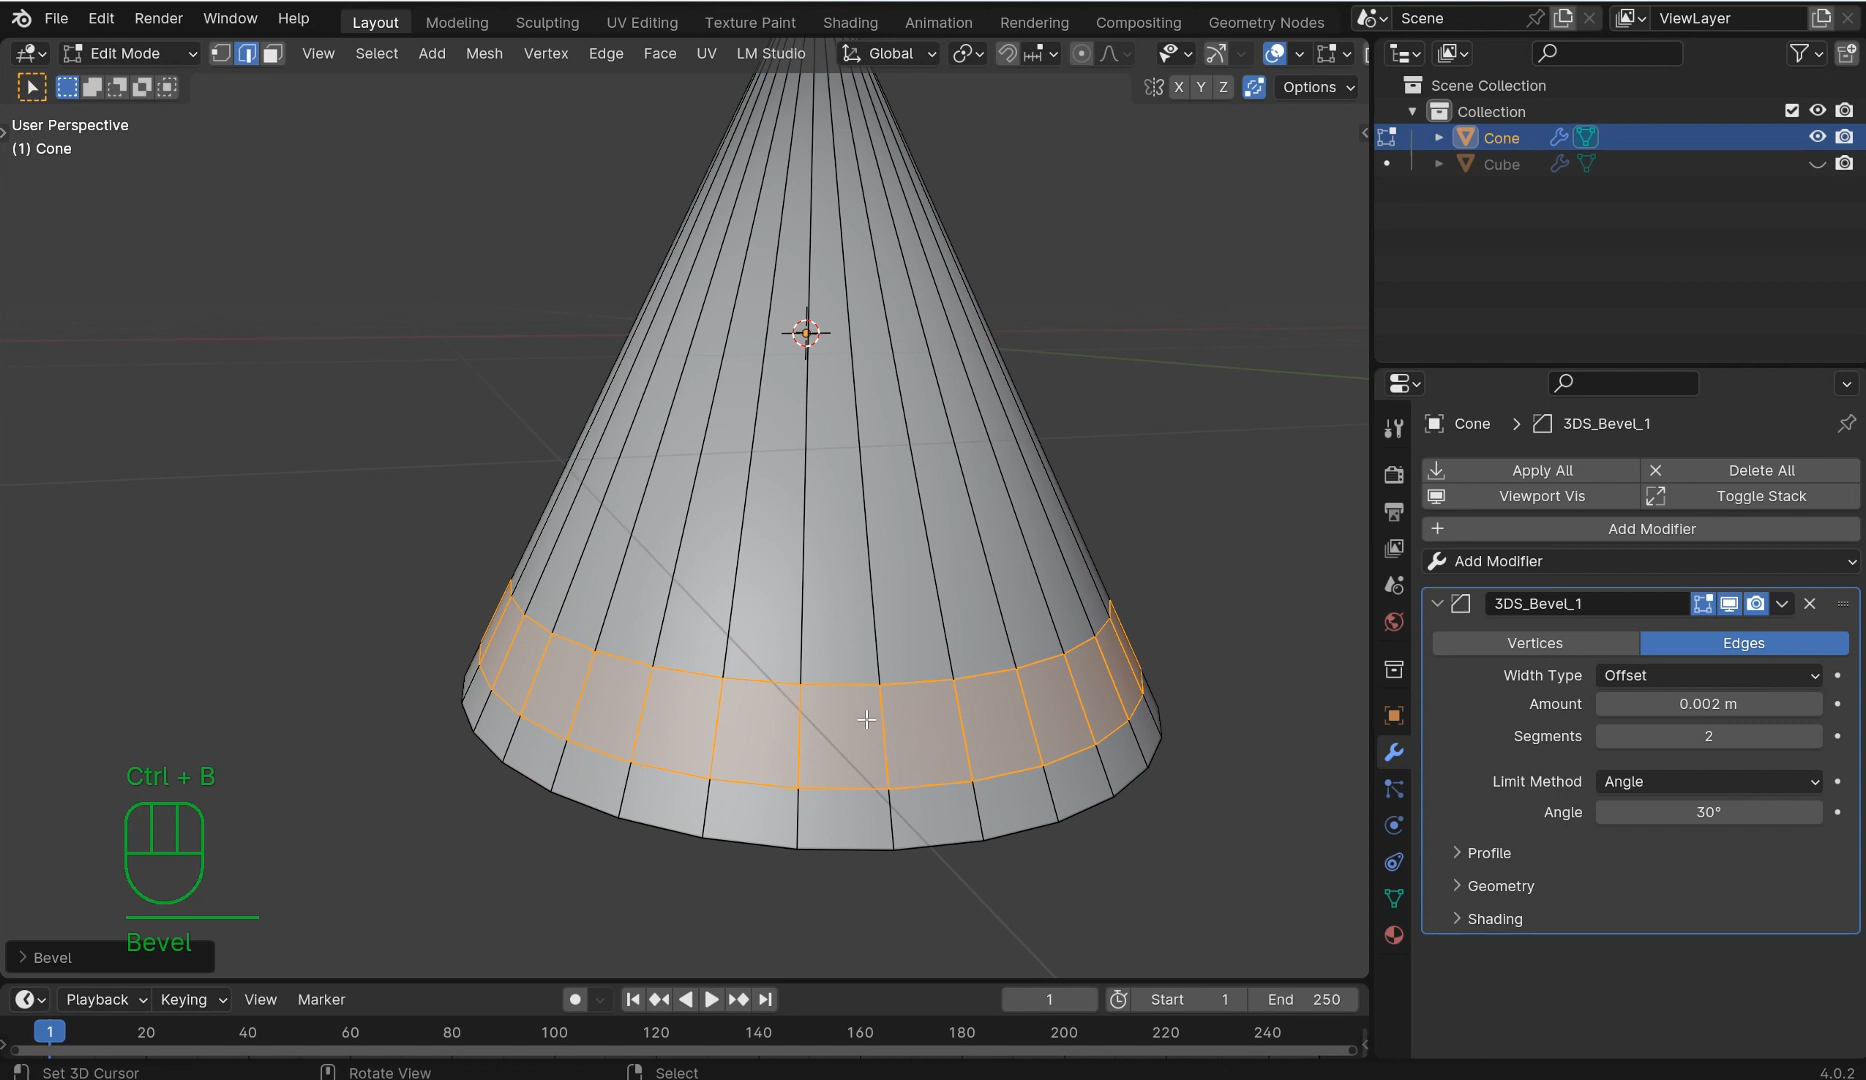 File Edit Render Window Help Layout Modeling Sculpting UV Editing Texture Paint Shading Animation Rendering Compositing Geometry Nodes Scene ViewLayer
Edit Mode View Select Add Mesh Vertex Edge Face UV LM Studio Global
X Y Z Options
User Perspective
(1) Cone
Scene Collection
Collection
Cone
Cube
Cone > 3DS_Bevel_1
Apply All Delete All
Viewport Vis Toggle Stack
Add Modifier
Add Modifier
3DS_Bevel_1
Vertices Edges
Width Type Offset
Amount 0.002 m
Segments 2
Limit Method Angle
Angle 30°
Profile
Geometry
Shading
Ctrl + B
Bevel
Bevel
Playback Keying View Marker 1 Start 1 End 250
1 20 40 60 80 100 120 140 160 180 200 220 240
Set 3D Cursor Rotate View Select 4.0.2